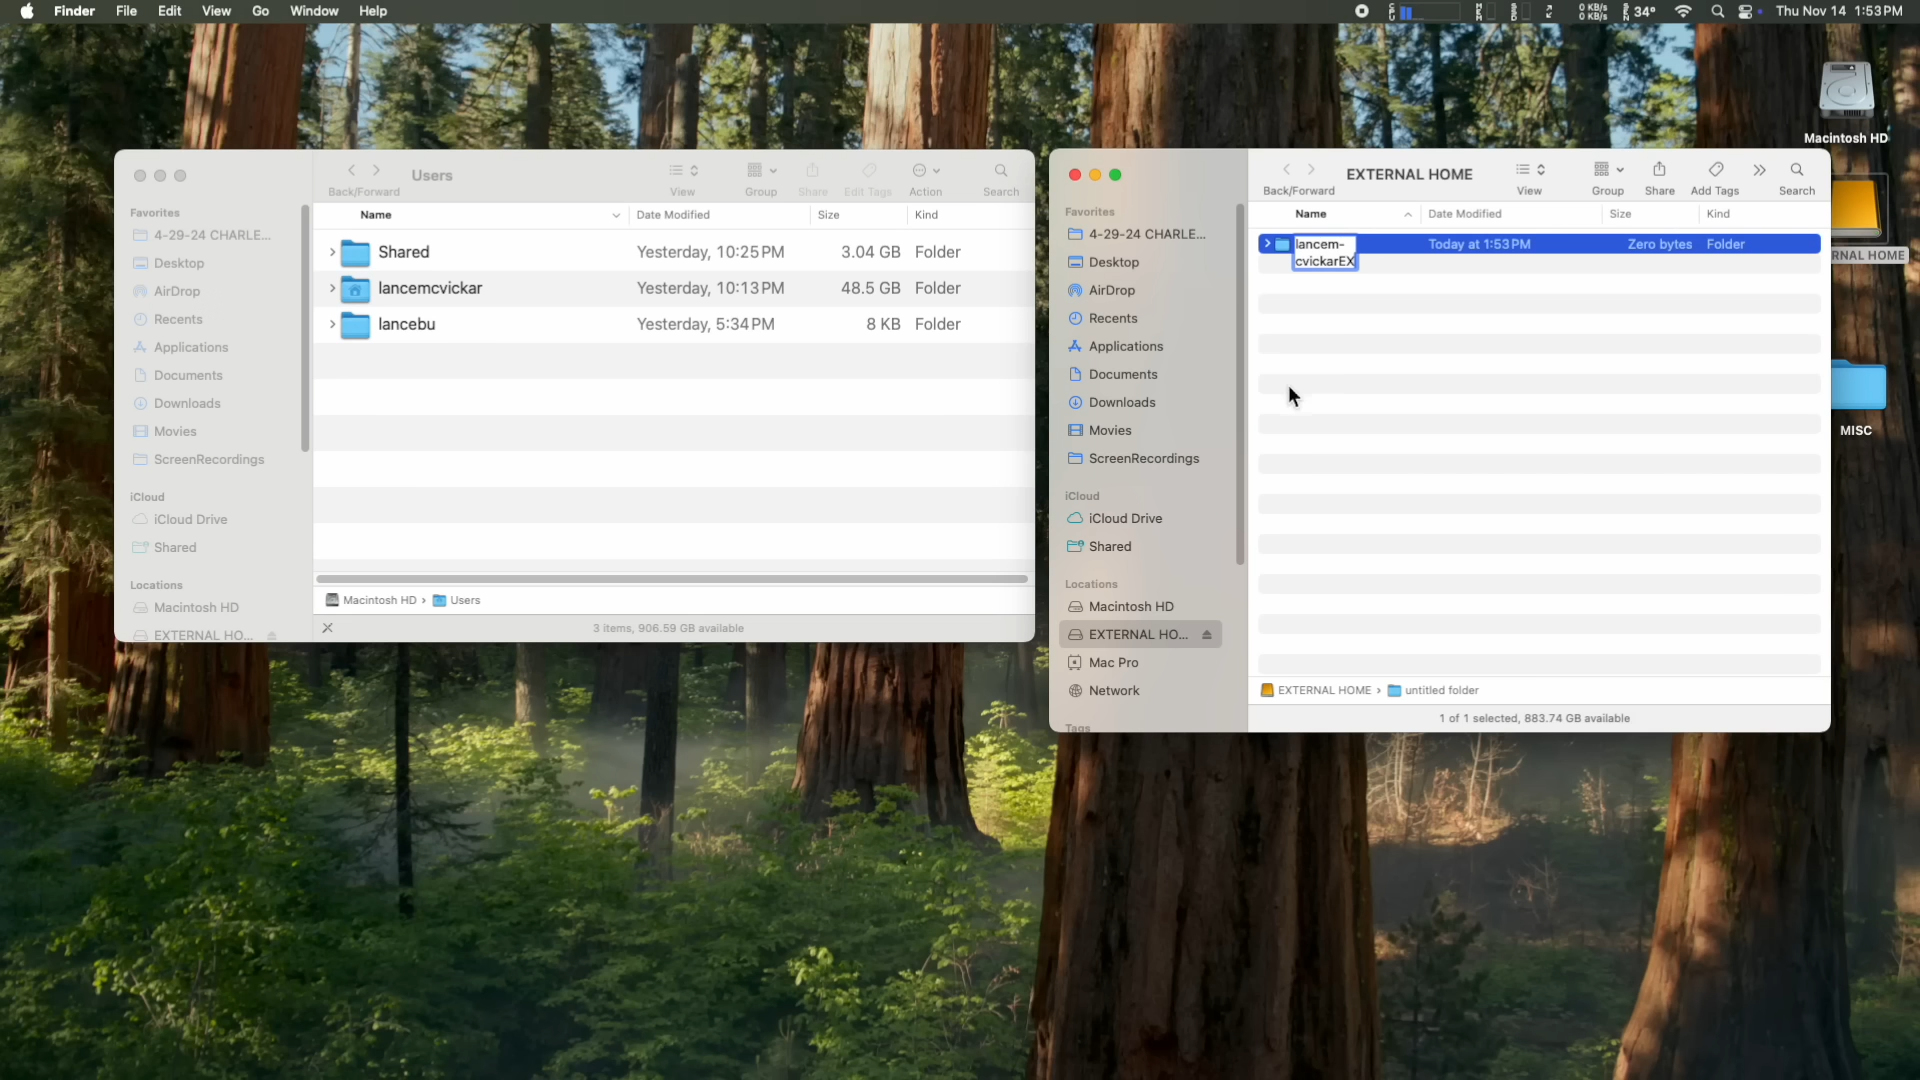 Finder File Edit View Go Window Help
0 KB/s
0 KB/s
34° Thu Nov 14 1:53 PM
Macintosh HD
RNAL HOME
MISC
Users
Back/Forward View Group Share Edit Tags Action Search
Favorites
4-29-24 CHARLE...
Desktop
AirDrop
Recents
Applications
Documents
Downloads
Movies
ScreenRecordings
iCloud
iCloud Drive
Shared
Locations
Macintosh HD
EXTERNAL HO...
Name Date Modified Size Kind
Shared Yesterday, 10:25 PM 3.04 GB Folder
lancemcvickar Yesterday, 10:13 PM 48.5 GB Folder
lancebu Yesterday, 5:34 PM 8 KB Folder
Macintosh HD › Users
3 items, 906.59 GB available
EXTERNAL HOME
Back/Forward View Group Share Add Tags Search
Favorites
4-29-24 CHARLE...
Desktop
AirDrop
Recents
Applications
Documents
Downloads
Movies
ScreenRecordings
iCloud
iCloud Drive
Shared
Locations
Macintosh HD
EXTERNAL HO...
Mac Pro
Network
Tags
Name Date Modified Size Kind
lancem-
cvickarEX
Today at 1:53 PM Zero bytes Folder
EXTERNAL HOME › untitled folder
1 of 1 selected, 883.74 GB available